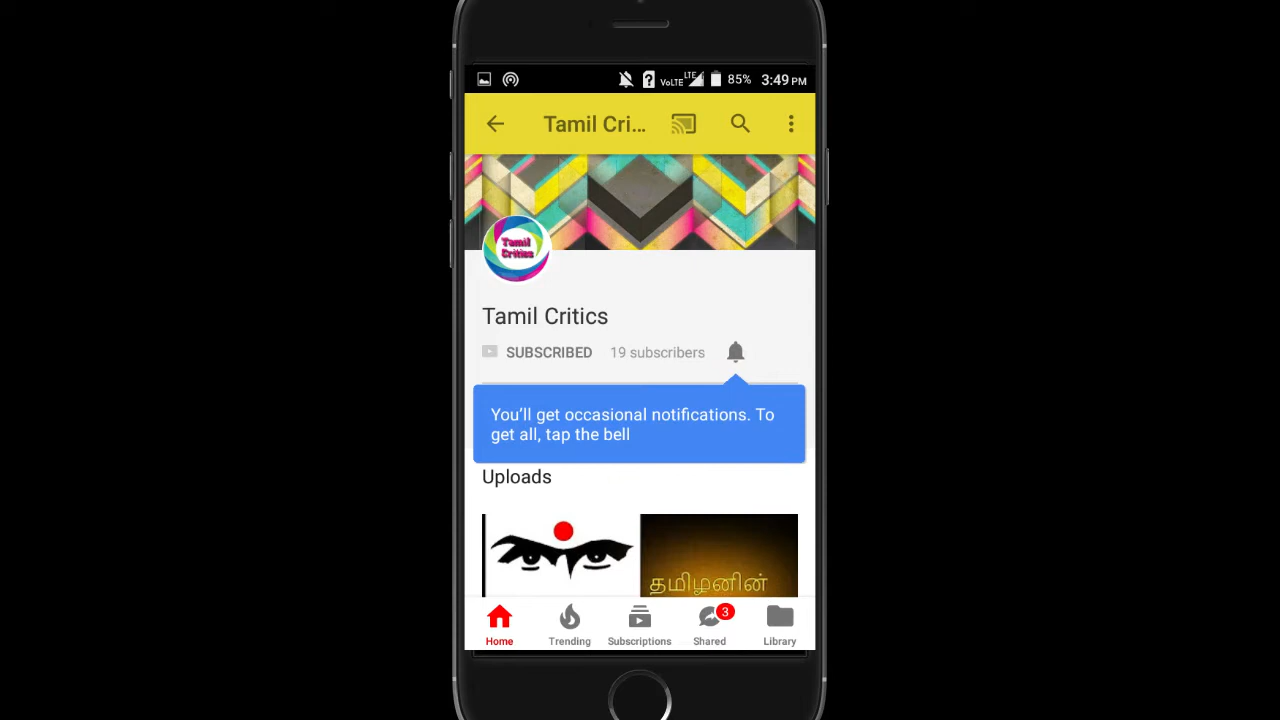 VoLTE LTE 85% 3:49 PM
Tamil Cri...
Tamil
Critics
Tamil Critics
SUBSCRIBED 19 subscribers
You’ll get occasional notifications. To
get all, tap the bell
Uploads
தமிழனின்
3
Home Trending Subscriptions Shared Library